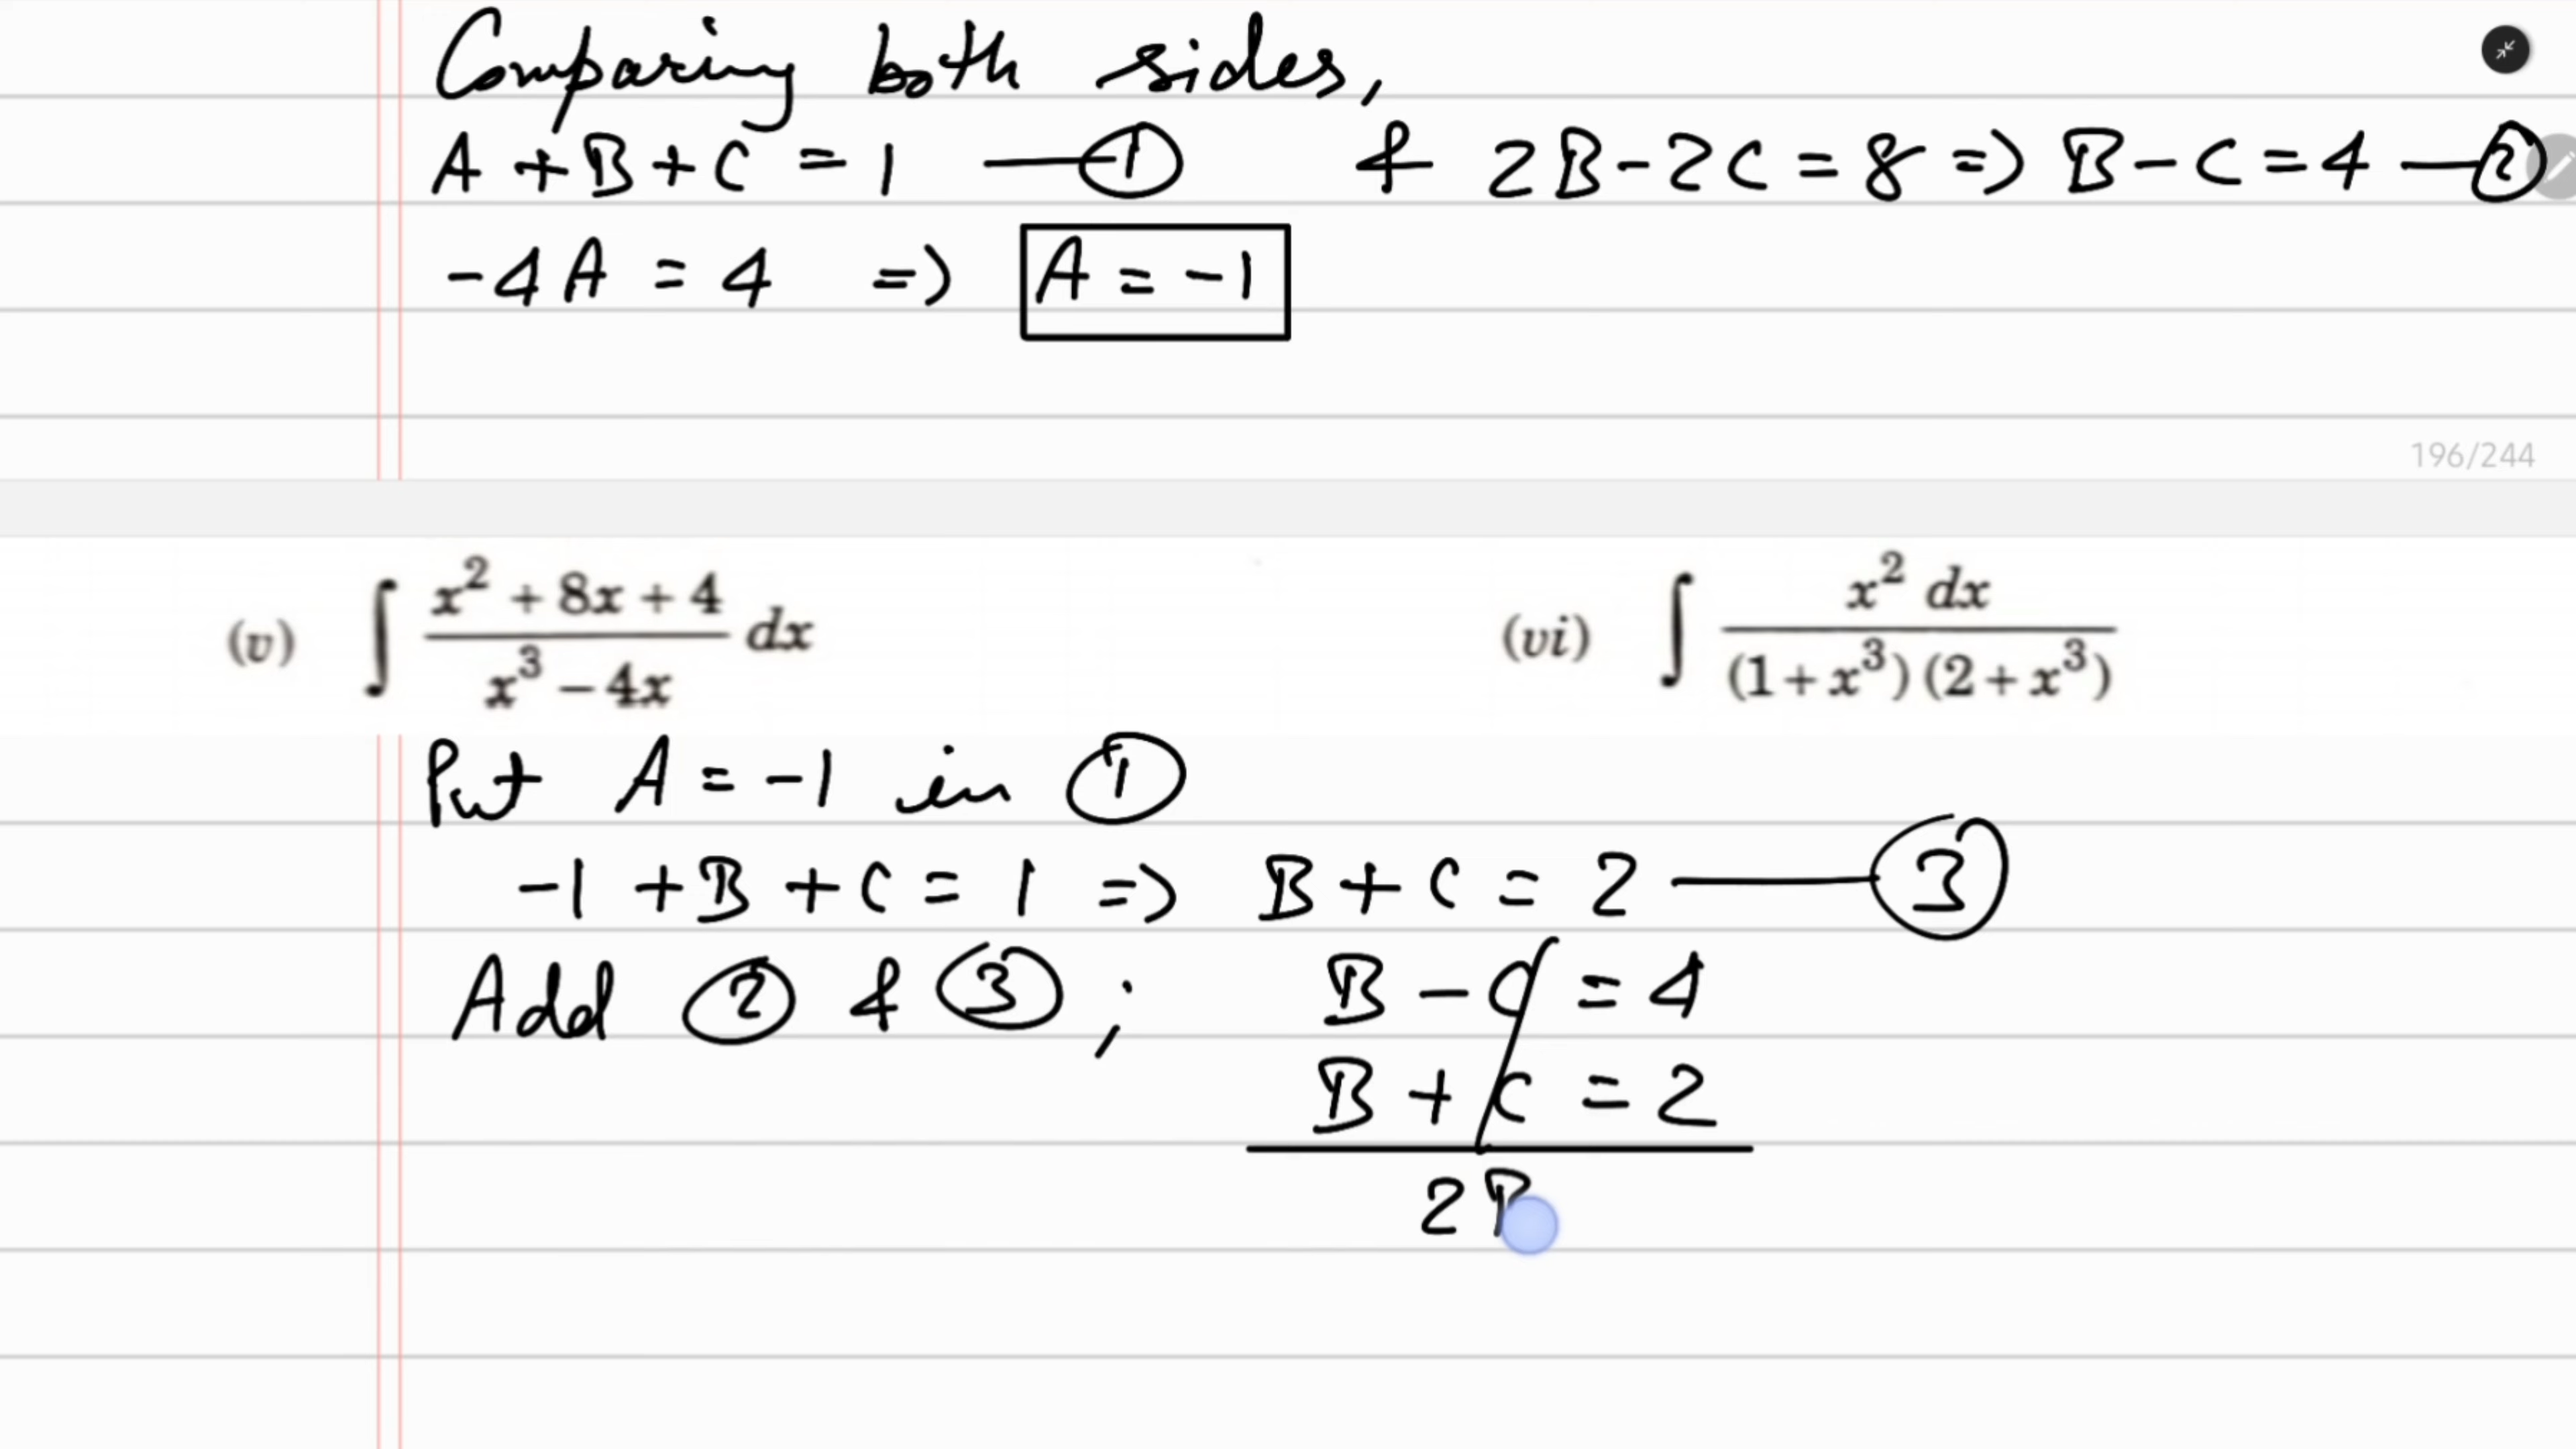 Comparing both sides,
A + B + C = 1 — ① & 2B - 2C = 8 => B - C = 4 — ②
-4A = 4 => A = -1
196/244
(v) ∫ (x² + 8x + 4)/(x³ - 4x) dx (vi) ∫ x² dx/((1 + x³) (2 + x³))
Put A = -1 in ①
-1 + B + C = 1 => B + C = 2 — ③
Add ② & ③ ; B - C = 4
B + C = 2
2B